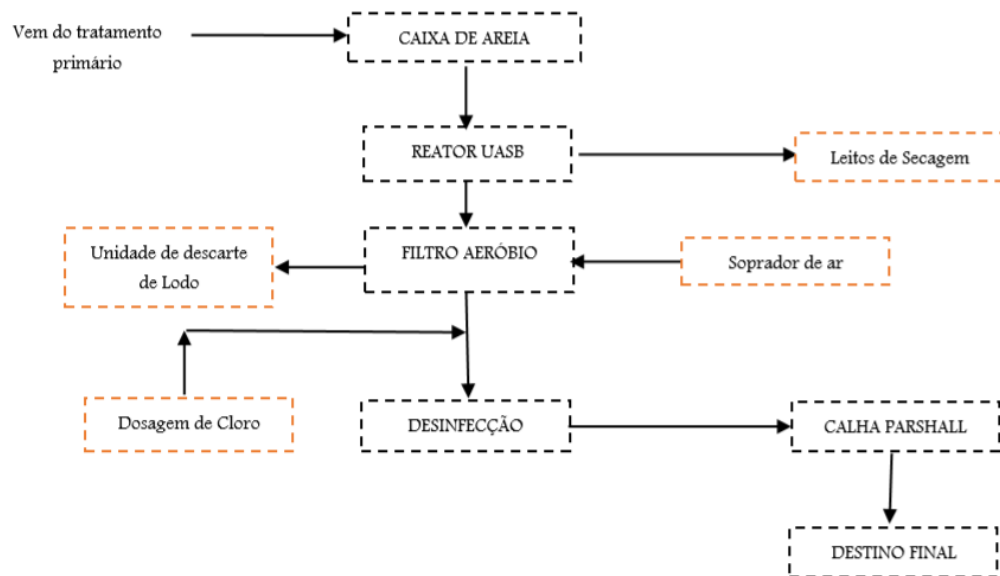 Vem do tratamento
primário
CAIXA DE AREIA
REATOR UASB
Leitos de Secagem
Unidade de descarte
de Lodo
FILTRO AERÓBIO
Soprador de ar
Dosagem de Cloro
DESINFECÇÃO
CALHA PARSHALL
DESTINO FINAL